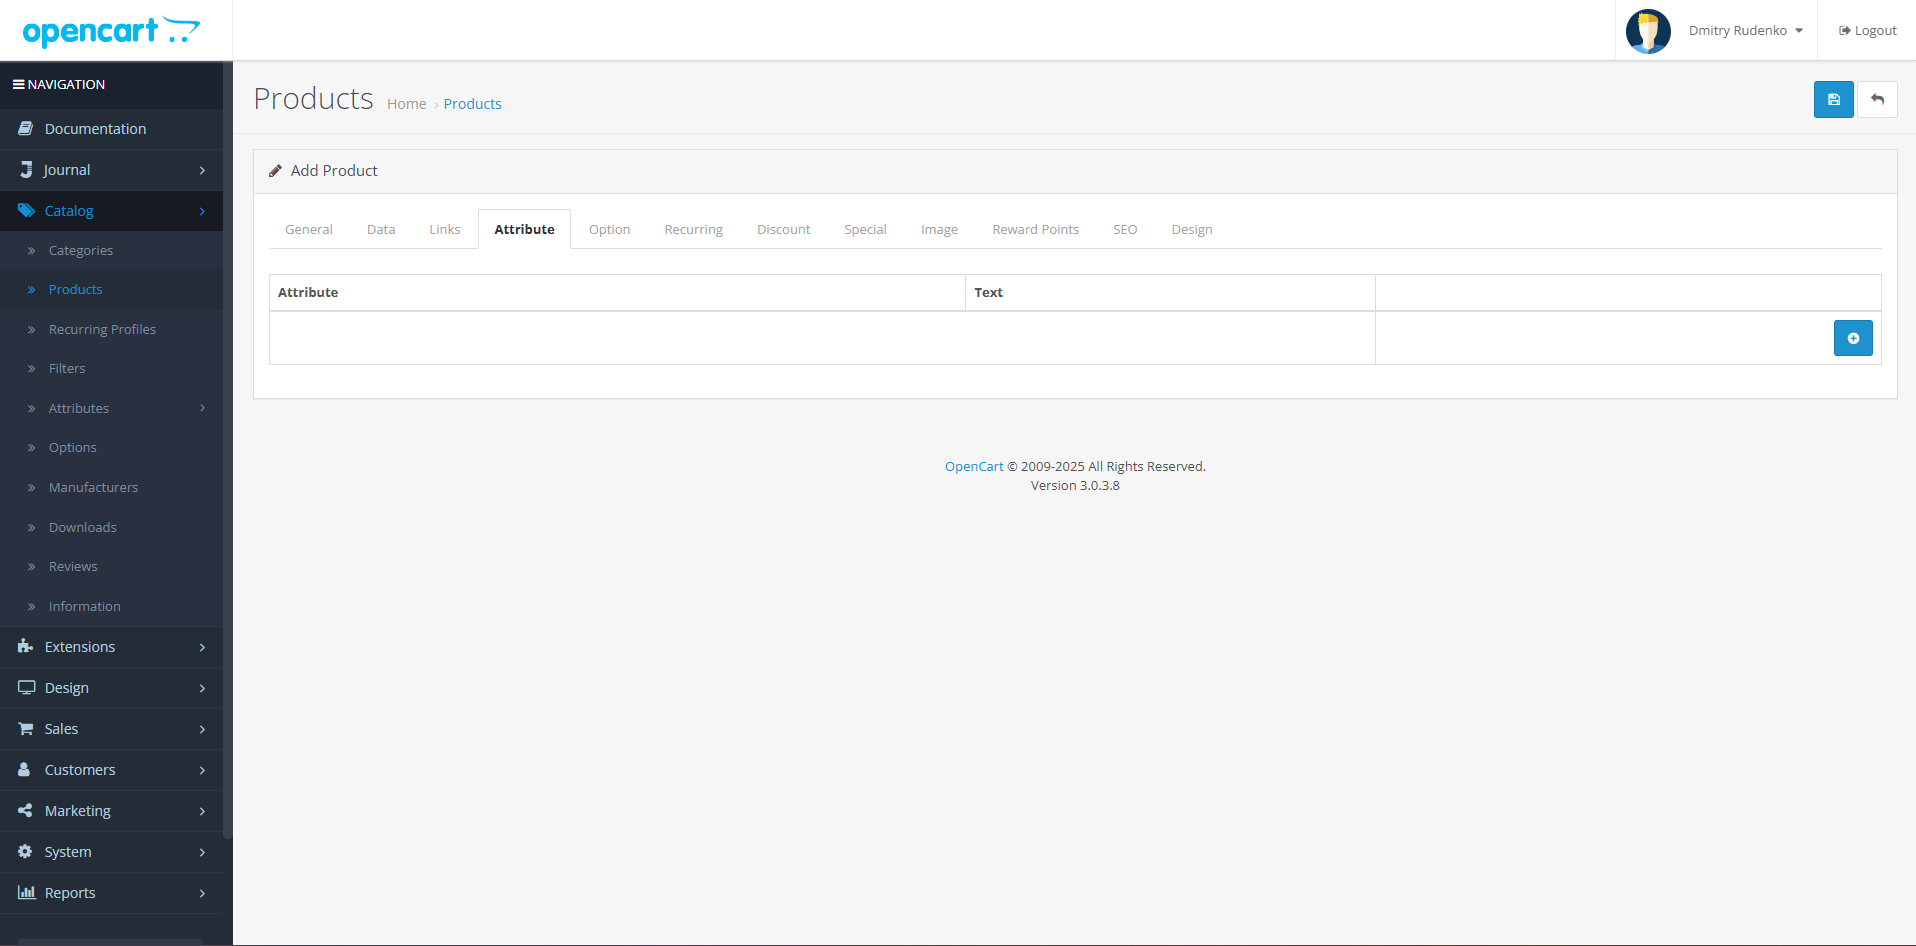 opencart
Dmitry Rudenko
Logout
NAVIGATION
Documentation
Journal
Catalog
Categories
Products
Recurring Profiles
Filters
Attributes
Options
Manufacturers
Downloads
Reviews
Information
Extensions
Design
Sales
Customers
Marketing
System
Reports
Products Home › Products
Add Product
General Data Links Attribute Option Recurring Discount Special Image Reward Points SEO Design
Attribute Text
OpenCart © 2009-2025 All Rights Reserved.
Version 3.0.3.8